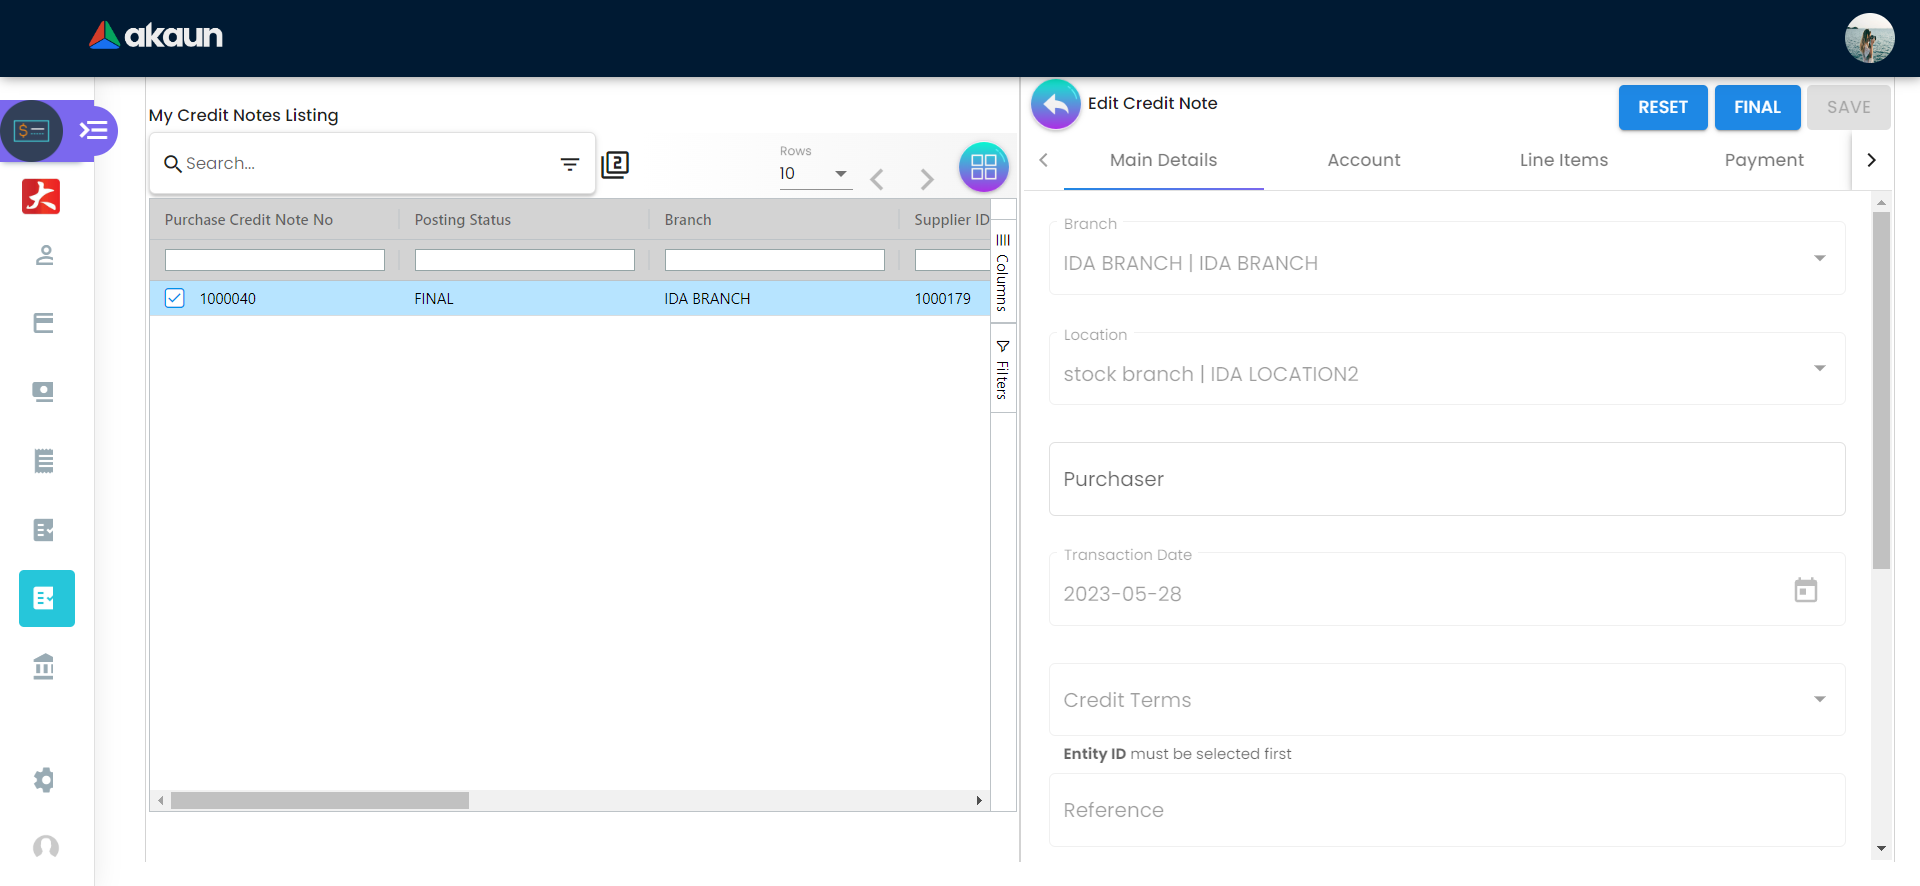 akaun
My Credit Notes Listing
Search...
2
Rows
10
Purchase Credit Note No
Posting Status
Branch
Supplier ID
1000040
FINAL
IDA BRANCH
1000179
Columns
Filters
Edit Credit Note
RESET
FINAL
SAVE
Main Details
Account
Line Items
Payment
Branch
IDA BRANCH | IDA BRANCH
Location
stock branch | IDA LOCATION2
Purchaser
Transaction Date
2023-05-28
Credit Terms
Entity ID must be selected first
Reference